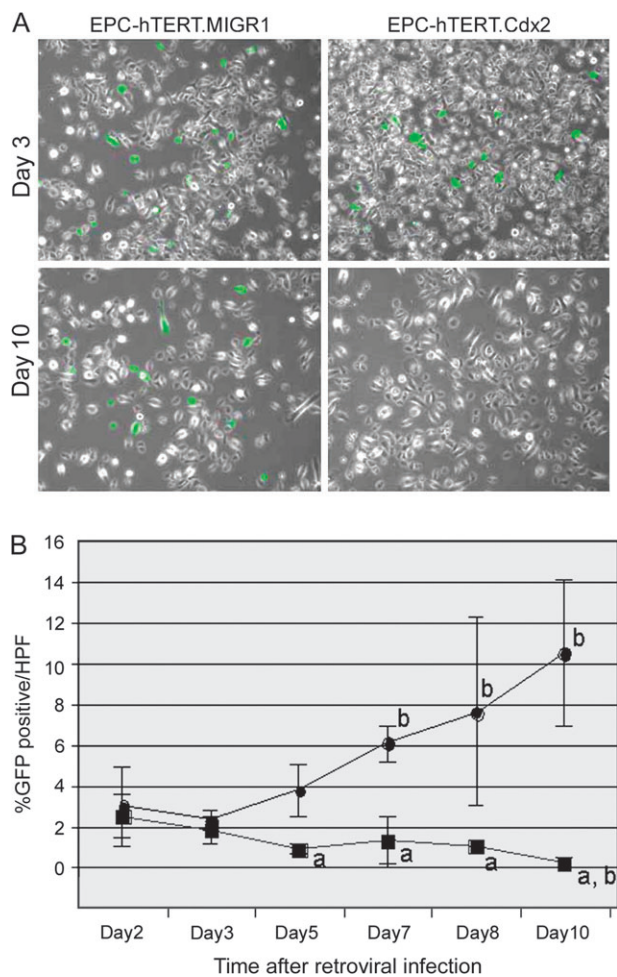 A
EPC-hTERT.MIGR1
EPC-hTERT.Cdx2
Day 3
Day 10
B
16
14
12
10
8
6
4
2
0
%GFP positive/HPF
b
b
b
a
a
a
a, b
Day2
Day3
Day5
Day7
Day8
Day10
Time after retroviral infection